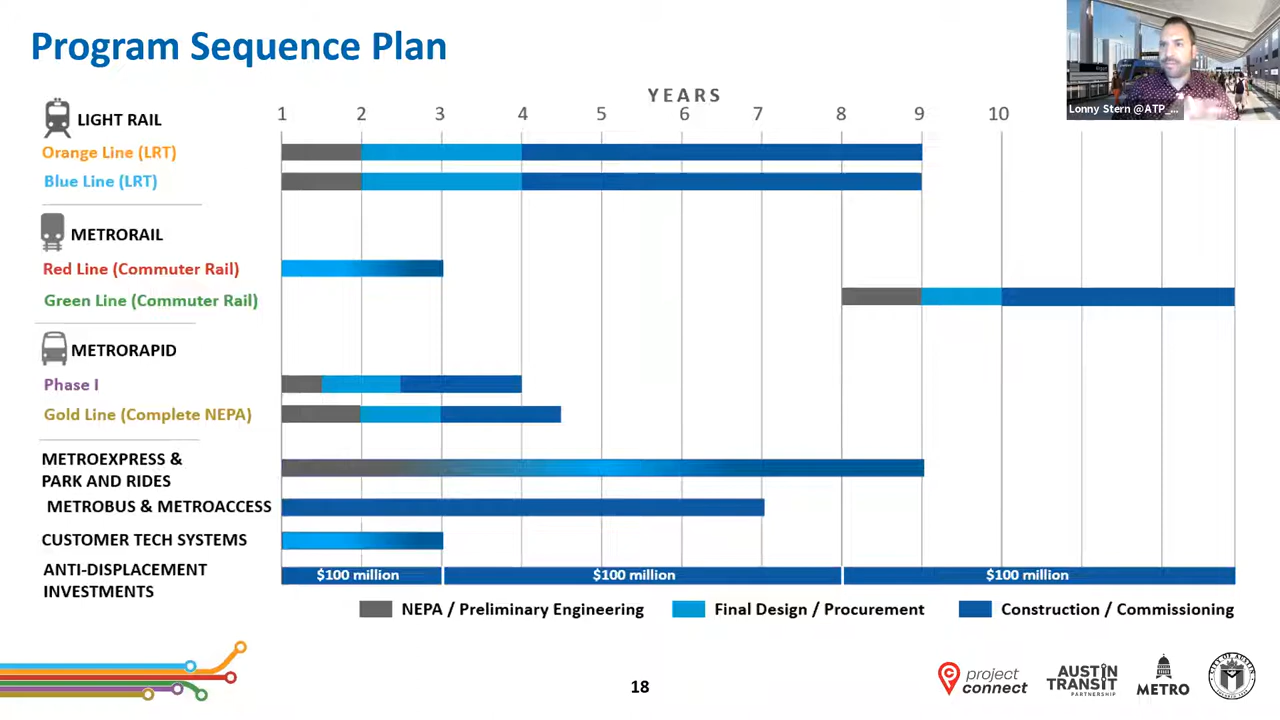 Program Sequence Plan
Lonny Stern @ATP_...
YEARS
1 2 3 4 5 6 7 8 9 10
LIGHT RAIL
Orange Line (LRT)
Blue Line (LRT)
METRORAIL
Red Line (Commuter Rail)
Green Line (Commuter Rail)
METRORAPID
Phase I
Gold Line (Complete NEPA)
METROEXPRESS &
PARK AND RIDES
METROBUS & METROACCESS
CUSTOMER TECH SYSTEMS
ANTI-DISPLACEMENT
INVESTMENTS
$100 million $100 million $100 million
NEPA / Preliminary Engineering Final Design / Procurement Construction / Commissioning
18
project
connect
AUSTIN
TRANSIT
PARTNERSHIP
METRO
CITY OF AUSTIN